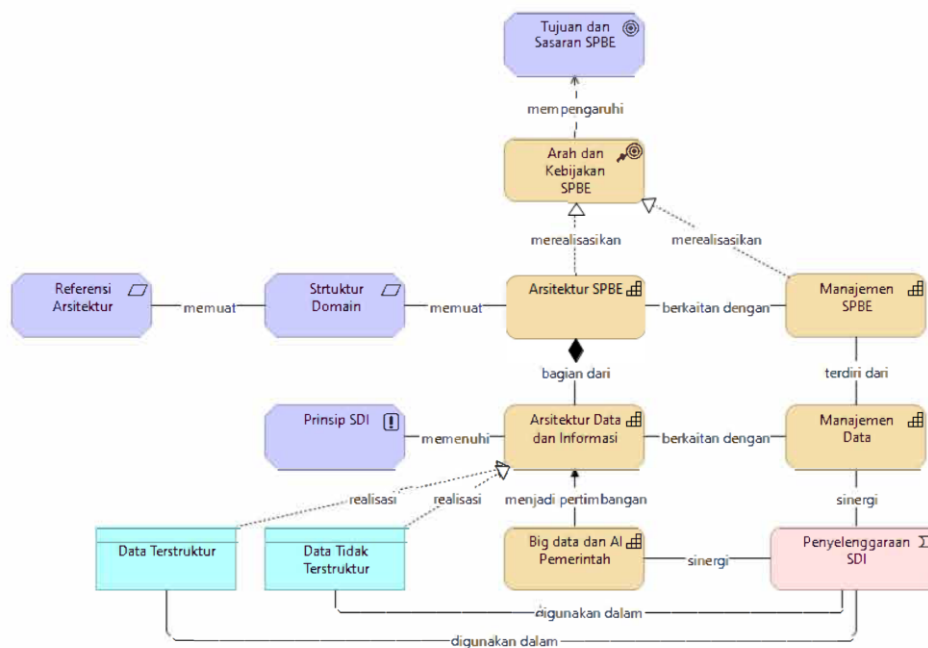 Tujuan dan
Sasaran SPBE
mempengaruhi
Arah dan
Kebijakan
SPBE
merealisasikan
merealisasikan
Referensi
Arsitektur
memuat
Strtuktur
Domain
memuat
Arsitektur SPBE
berkaitan dengan
Manajemen
SPBE
bagian dari
terdiri dari
Prinsip SDI
memenuhi
Arsitektur Data
dan Informasi
berkaitan dengan
Manajemen
Data
realisasi
realisasi
menjadi pertimbangan
sinergi
Data Terstruktur
Data Tidak
Terstruktur
Big data dan AI
Pemerintah
sinergi
Penyelenggaraan
SDI
digunakan dalam
digunakan dalam